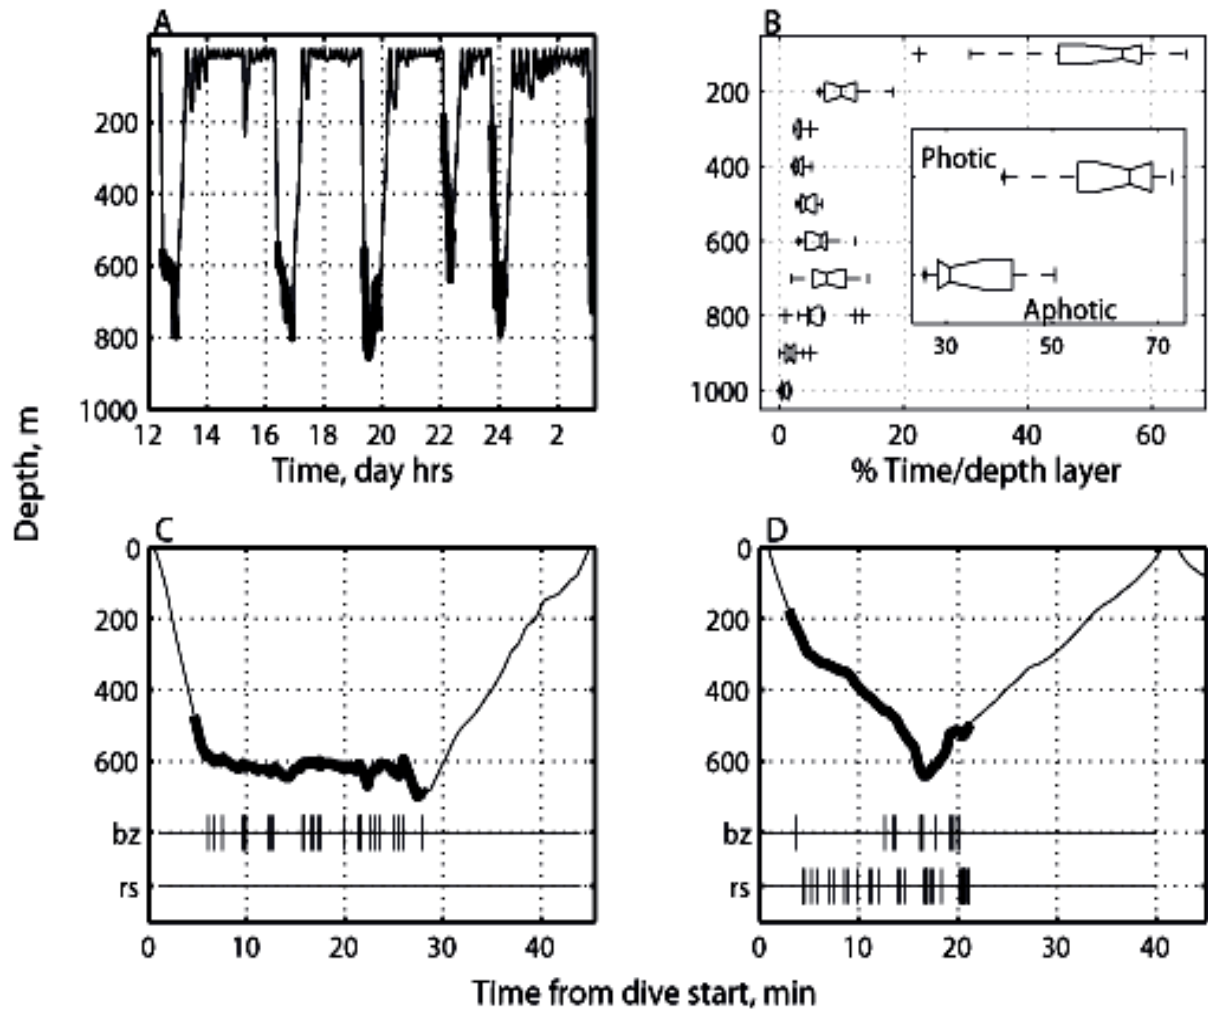 A
200
400
600
800
1000
12 14 16 18 20 22 24 2
Time, day hrs
B
200
400
600
800
1000
Photic
Aphotic
30 50 70
0 20 40 60
% Time/depth layer
Depth, m
C
0
200
400
600
bz
rs
0 10 20 30 40
D
0
200
400
600
bz
rs
0 10 20 30 40
Time from dive start, min